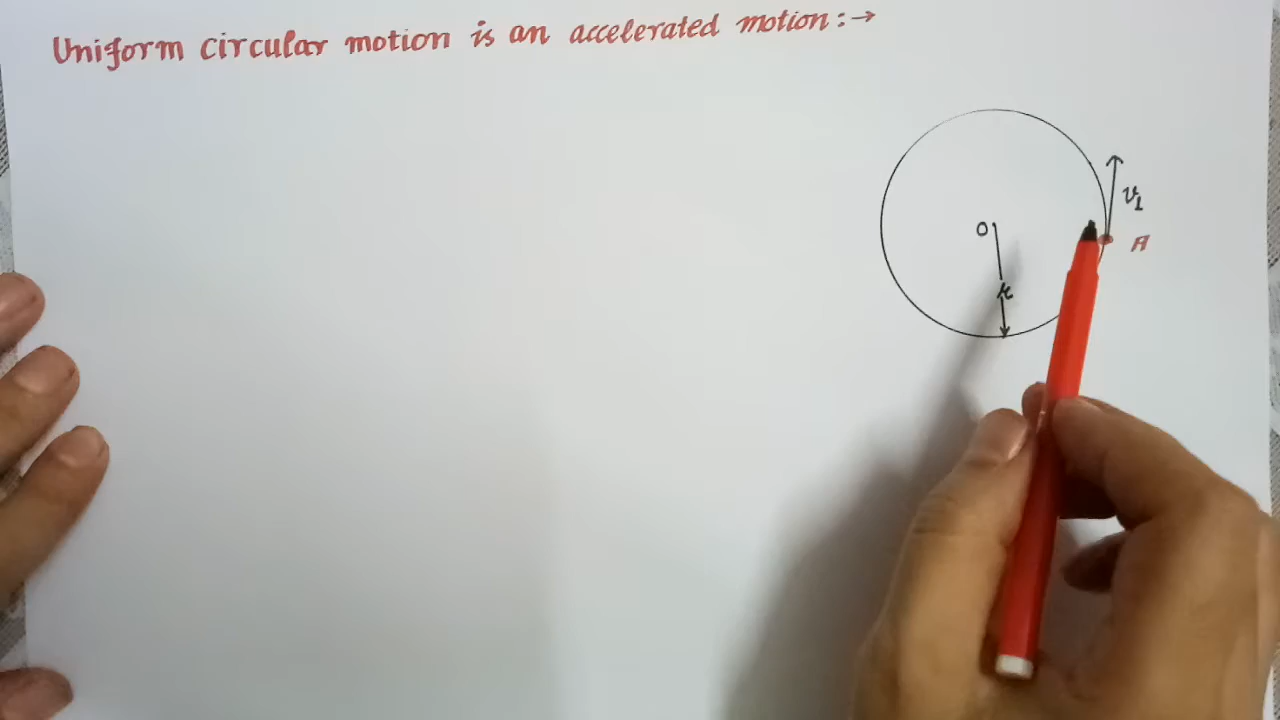 Uniform circular motion is an accelerated motion :→
v₁
O
A
r